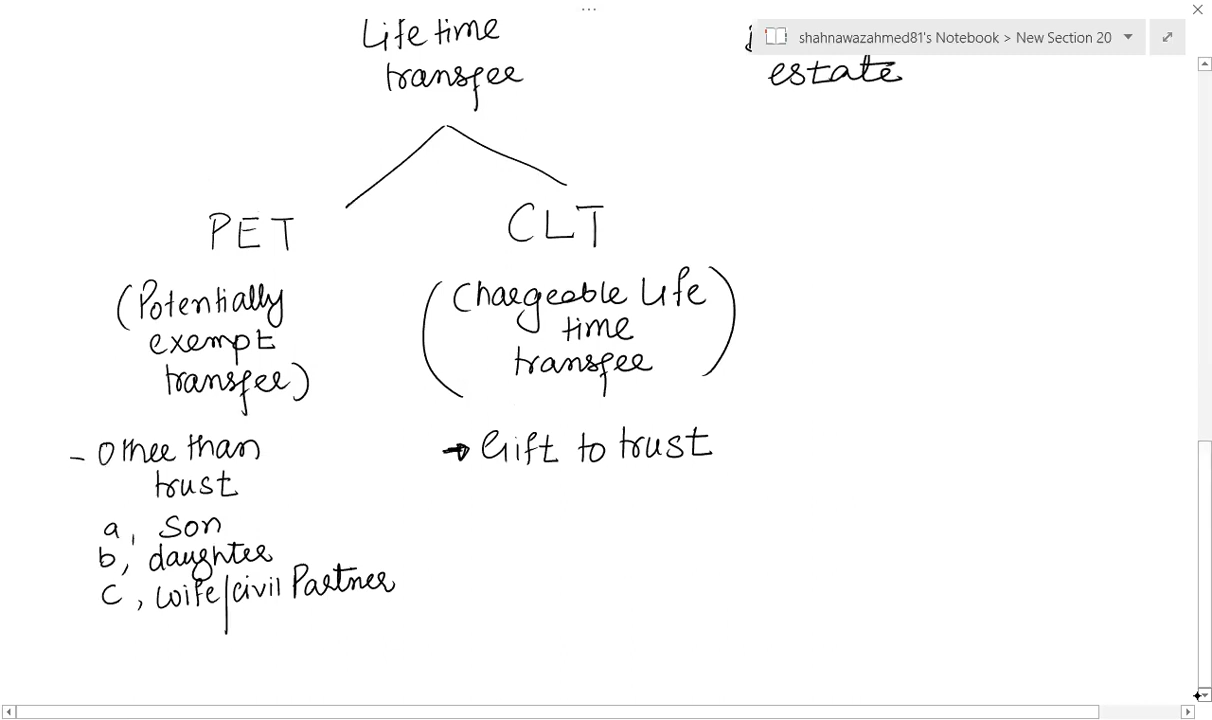 ...
shahnawazahmed81's Notebook > New Section 20
Life time
transfer
estate
PET
CLT
(Potentially
exempt
transfer)
(Chargeable Life
time
transfer)
- Other than
trust
→ Gift to trust
a, Son
b, daughter
c, wife/civil Partner